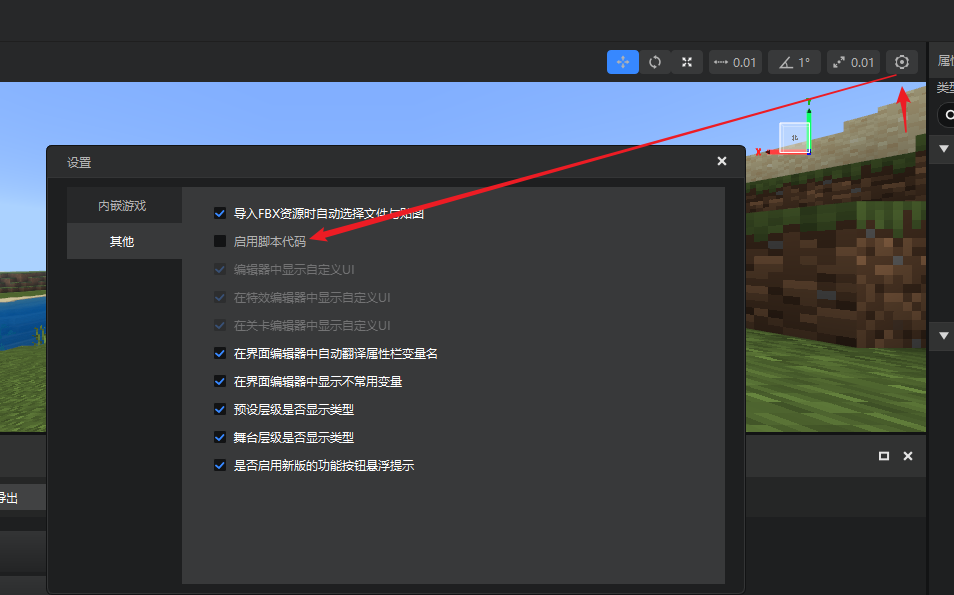 0.01
1°
0.01
属性
类型
Y
X
北
设置
内嵌游戏
其他
导入FBX资源时自动选择文件与贴图
启用脚本代码
编辑器中显示自定义UI
在特效编辑器中显示自定义UI
在关卡编辑器中显示自定义UI
在界面编辑器中自动翻译属性栏变量名
在界面编辑器中显示不常用变量
预设层级是否显示类型
舞台层级是否显示类型
是否启用新版的功能按钮悬浮提示
导出